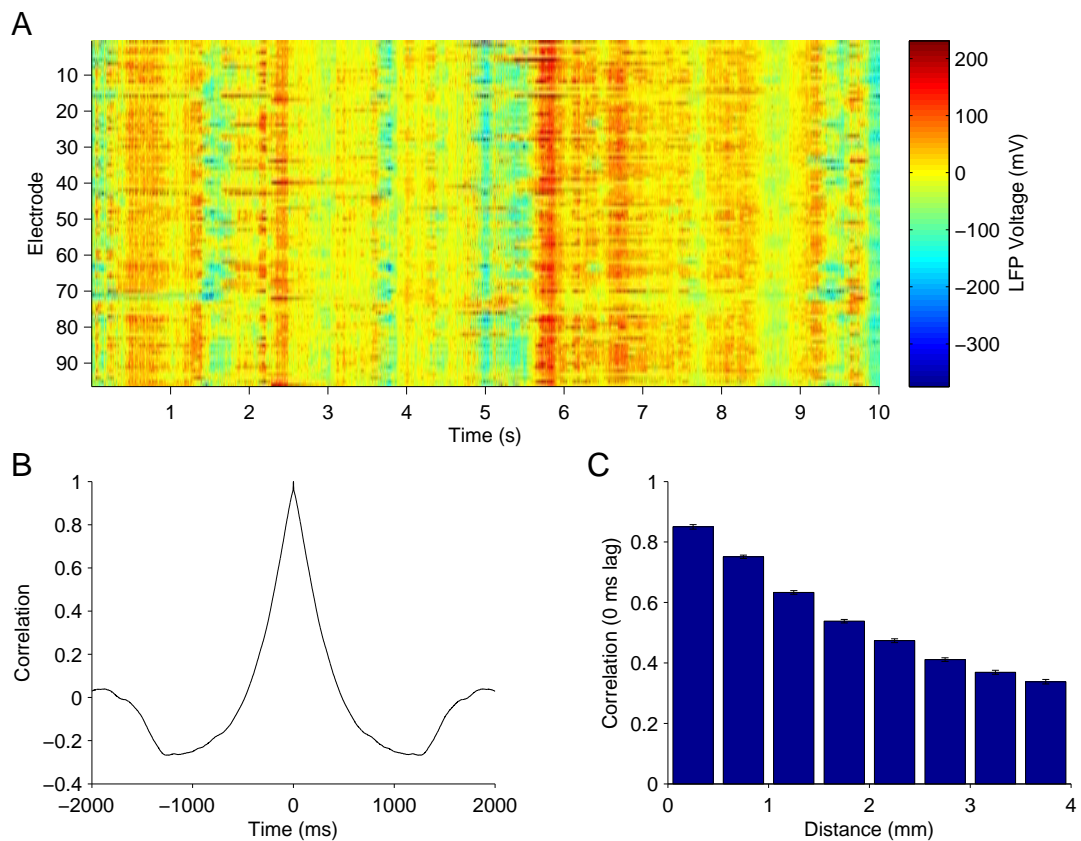 A
10
20
30
40
50
60
70
80
90
Electrode
1 2 3 4 5 6 7 8 9 10
Time (s)
200
100
0
−100
−200
−300
LFP Voltage (mV)
B
1
0.8
0.6
0.4
0.2
0
−0.2
−0.4
Correlation
−2000 −1000 0 1000 2000
Time (ms)
C
1
0.8
0.6
0.4
0.2
0
Correlation (0 ms lag)
0 1 2 3 4
Distance (mm)